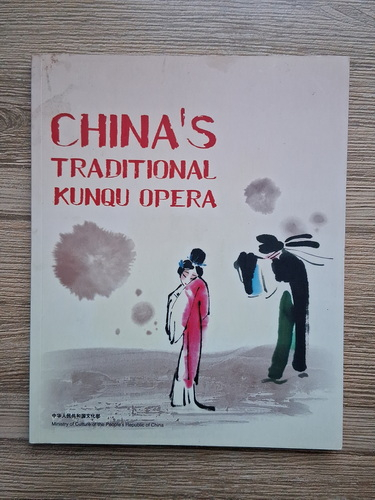 CHINA'S
TRADITIONAL
KUNQU OPERA
中华人民共和国文化部
Ministry of Culture of the People's Republic of China